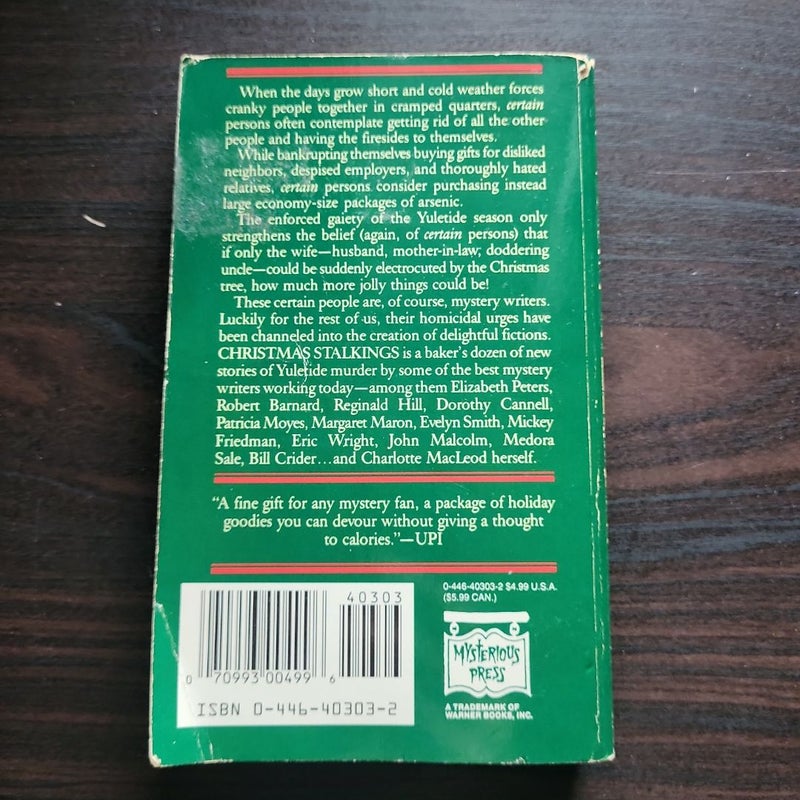 When the days grow short and cold weather forces
cranky people together in cramped quarters, certain
persons often contemplate getting rid of all the other
people and having the firesides to themselves.
While bankrupting themselves buying gifts for disliked
neighbors, despised employers, and thoroughly hated
relatives, certain persons consider purchasing instead
large economy-size packages of arsenic.
The enforced gaiety of the Yuletide season only
strengthens the belief (again, of certain persons) that
if only the wife—husband, mother-in-law, doddering
uncle—could be suddenly electrocuted by the Christmas
tree, how much more jolly things could be!
These certain people are, of course, mystery writers.
Luckily for the rest of us, their homicidal urges have
been channeled into the creation of delightful fictions.
CHRISTMAS STALKINGS is a baker's dozen of new
stories of Yuletide murder by some of the best mystery
writers working today—among them Elizabeth Peters,
Robert Barnard, Reginald Hill, Dorothy Cannell,
Patricia Moyes, Margaret Maron, Evelyn Smith, Mickey
Friedman, Eric Wright, John Malcolm, Medora
Sale, Bill Crider...and Charlotte MacLeod herself.
"A fine gift for any mystery fan, a package of holiday
goodies you can devour without giving a thought
to calories."—UPI
40303
0 70993 00499 6
ISBN 0-446-40303-2
0-446-40303-2 $4.99 U.S.A.
($5.99 CAN.)
MYSTERIOUS
PRESS
A TRADEMARK OF
WARNER BOOKS, INC.